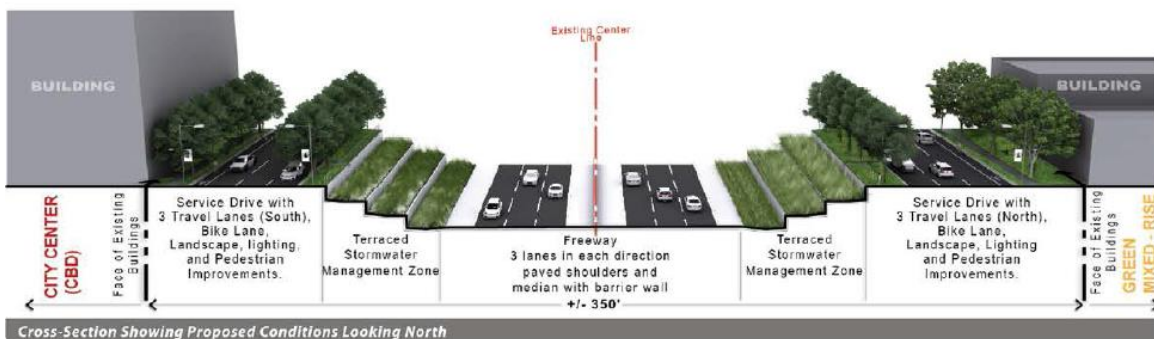 Existing Center
Line
BUILDING
BUILDING
CITY CENTER
(CBD)
Face of Existing
Buildings
Service Drive with
3 Travel Lanes (South),
Bike Lane,
Landscape, lighting,
and Pedestrian
Improvements.
Terraced
Stormwater
Management Zone
Freeway
3 lanes in each direction
paved shoulders and
median with barrier wall
Terraced
Stormwater
Management Zone
Service Drive with
3 Travel Lanes (North),
Bike Lane,
Landscape, Lighting
and Pedestrian
Improvements.
Face of Existing
Buildings
GREEN
MIXED - RISE
+/- 350'
Cross-Section Showing Proposed Conditions Looking North